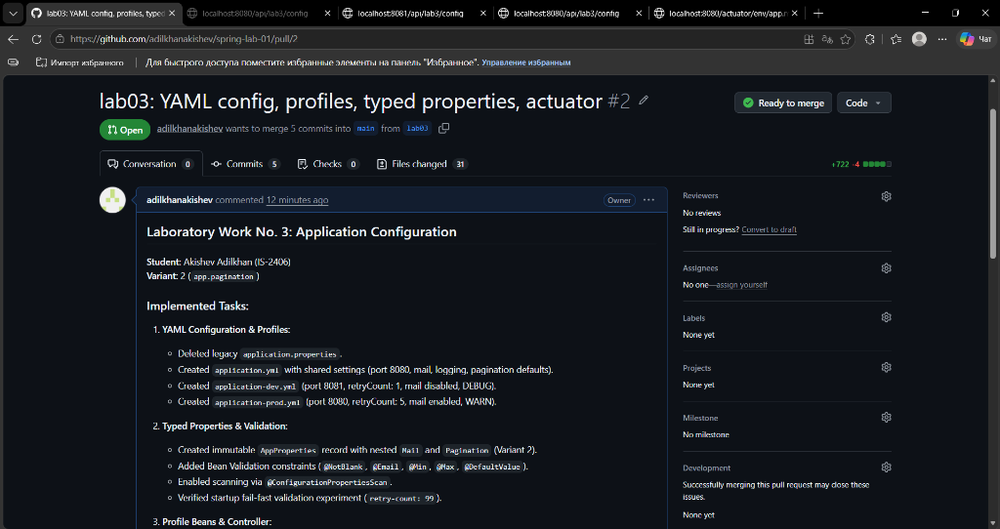 lab03: YAML config, profiles, typed
localhost:8080/api/lab3/config
localhost:8081/api/lab3/config
localhost:8080/api/lab3/config
localhost:8080/actuator/env/app.r
https://github.com/adilkhanakishev/spring-lab-01/pull/2
Чат
Импорт избранного
Для быстрого доступа поместите избранные элементы на панель "Избранное". Управление избранным
lab03: YAML config, profiles, typed properties, actuator #2
Ready to merge
Code
Open
adilkhanakishev wants to merge 5 commits into main from lab03
Conversation 0
Commits 5
Checks 0
Files changed 31
+722 -4
adilkhanakishev commented 12 minutes ago
Owner
Laboratory Work No. 3: Application Configuration
Student: Akishev Adilkhan (IS-2406)
Variant: 2 ( app.pagination )
Implemented Tasks:
1. YAML Configuration & Profiles:
Deleted legacy application.properties.
Created application.yml with shared settings (port 8080, mail, logging, pagination defaults).
Created application-dev.yml (port 8081, retryCount: 1, mail disabled, DEBUG).
Created application-prod.yml (port 8080, retryCount: 5, mail enabled, WARN).
2. Typed Properties & Validation:
Created immutable AppProperties record with nested Mail and Pagination (Variant 2).
Added Bean Validation constraints ( @NotBlank, @Email, @Min, @Max, @DefaultValue ).
Enabled scanning via @ConfigurationPropertiesScan.
Verified startup fail-fast validation experiment ( retry-count: 99 ).
3. Profile Beans & Controller:
Reviewers
No reviews
Still in progress? Convert to draft
Assignees
No one—assign yourself
Labels
None yet
Projects
None yet
Milestone
No milestone
Development
Successfully merging this pull request may close these
issues.
None yet